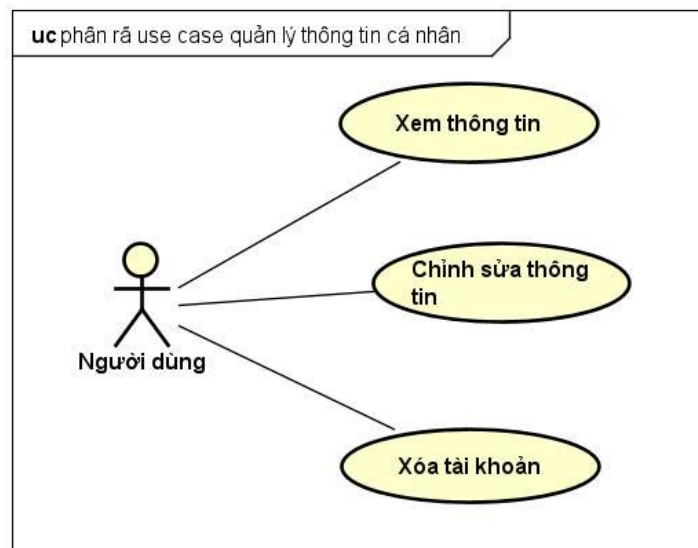 uc phân rã use case quản lý thông tin cá nhân
Xem thông tin
Chỉnh sửa thông
tin
Người dùng
Xóa tài khoản